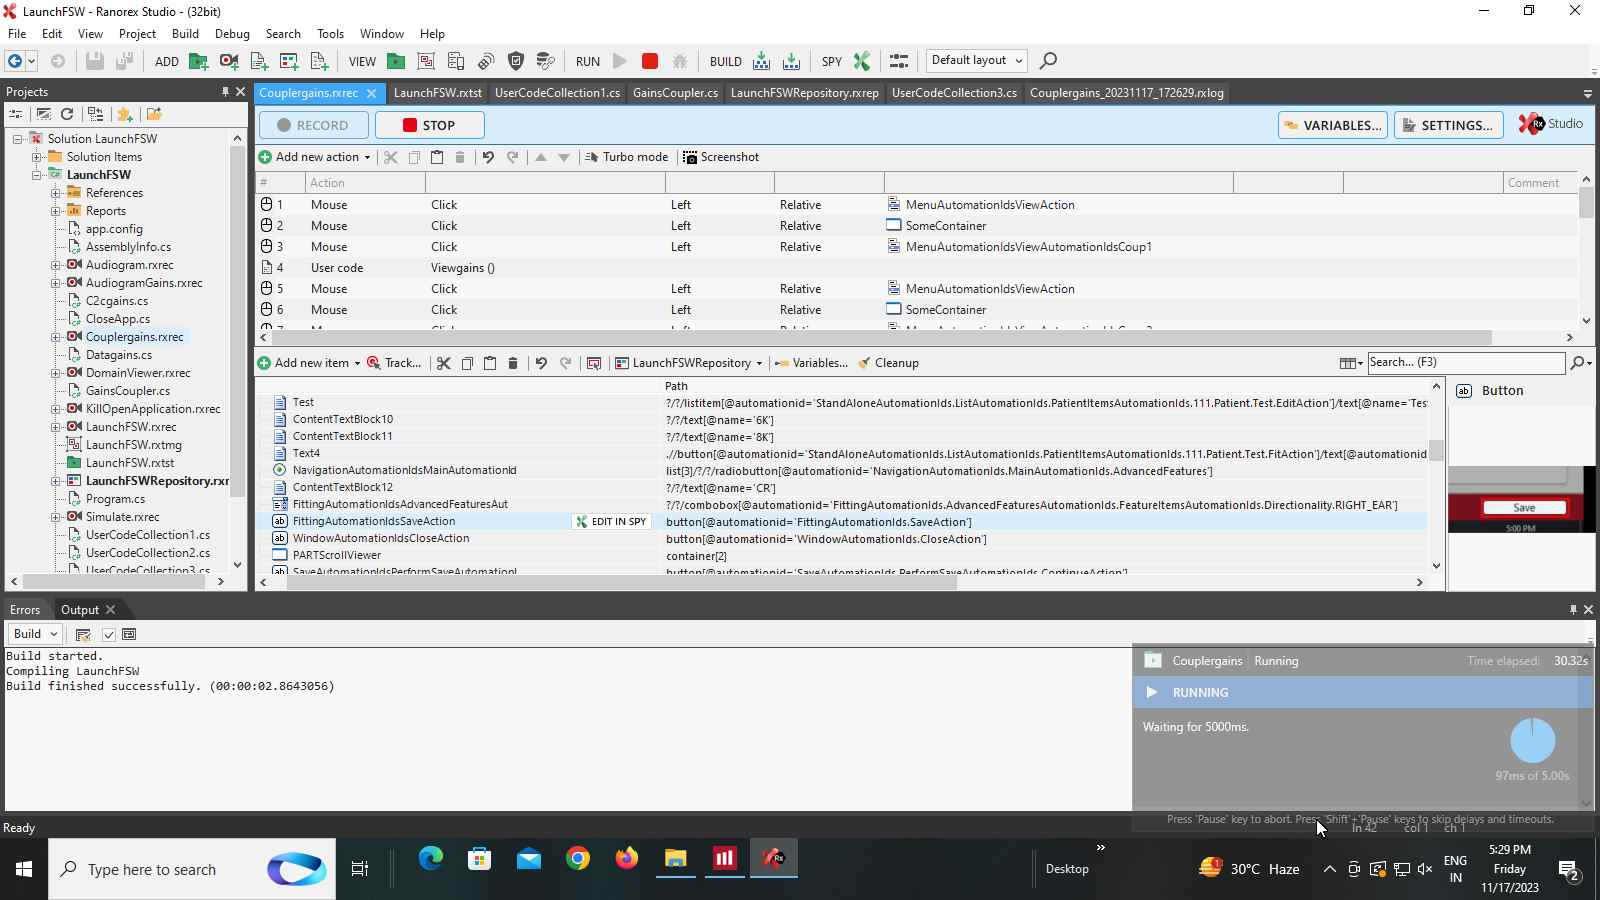 LaunchFSW - Ranorex Studio - (32bit)
File Edit View Project Build Debug Search Tools Window Help
ADD VIEW RUN BUILD SPY Default layout
Projects
Couplergains.rxrec LaunchFSW.rxtst UserCodeCollection1.cs GainsCoupler.cs LaunchFSWRepository.rxrep UserCodeCollection3.cs Couplergains_20231117_172629.rxlog
RECORD STOP VARIABLES... SETTINGS... Rx Studio
Add new action Turbo mode Screenshot
Solution LaunchFSW
Solution Items
LaunchFSW
References
Reports
app.config
AssemblyInfo.cs
Audiogram.rxrec
AudiogramGains.rxrec
C2cgains.cs
CloseApp.cs
Couplergains.rxrec
Datagains.cs
DomainViewer.rxrec
GainsCoupler.cs
KillOpenApplication.rxrec
LaunchFSW.rxrec
LaunchFSW.rxtmg
LaunchFSW.rxtst
LaunchFSWRepository.rxr
Program.cs
Simulate.rxrec
UserCodeCollection1.cs
UserCodeCollection2.cs
UserCodeCollection3.cs
# Action Comment
1 Mouse Click Left Relative MenuAutomationIdsViewAction
2 Mouse Click Left Relative SomeContainer
3 Mouse Click Left Relative MenuAutomationIdsViewAutomationIdsCoup1
4 User code Viewgains ()
5 Mouse Click Left Relative MenuAutomationIdsViewAction
6 Mouse Click Left Relative SomeContainer
Add new item Track... LaunchFSWRepository Variables... Cleanup Search... (F3)
Path
Test ?/?/listitem[@automationid='StandAloneAutomationIds.ListAutomationIds.PatientItemsAutomationIds.111.Patient.Test.EditAction']/text[@name='Tes
ContentTextBlock10 ?/?/text[@name='6K']
ContentTextBlock11 ?/?/text[@name='8K']
Text4 .//button[@automationid='StandAloneAutomationIds.ListAutomationIds.PatientItemsAutomationIds.111.Patient.Test.FitAction']/text[@automationid
NavigationAutomationIdsMainAutomationId list[3]/?/?/radiobutton[@automationid='NavigationAutomationIds.MainAutomationIds.AdvancedFeatures']
ContentTextBlock12 ?/?/text[@name='CR']
FittingAutomationIdsAdvancedFeaturesAut ?/?/combobox[@automationid='FittingAutomationIds.AdvancedFeaturesAutomationIds.FeatureItemsAutomationIds.Directionality.RIGHT_EAR']
ab FittingAutomationIdsSaveAction EDIT IN SPY button[@automationid='FittingAutomationIds.SaveAction']
ab WindowAutomationIdsCloseAction button[@automationid='WindowAutomationIds.CloseAction']
PARTScrollViewer container[2]
ab SaveAutomationIdsPerformSaveAutomationI button[@automationid='SaveAutomationIds.PerformSaveAutomationIds.ContinueAction']
ab Button
Save
5:00 PM
Errors Output
Build
Build started.
Compiling LaunchFSW
Build finished successfully. (00:00:02.8643056)
Couplergains Running Time elapsed: 30.32s
RUNNING
Waiting for 5000ms.
97ms of 5.00s
Press 'Pause' key to abort. Press 'Shift'+'Pause' keys to skip delays and timeouts.
Ready ln 42 col 1 ch 1
Type here to search
Desktop
1
30°C Haze
ENG
IN
5:29 PM
Friday
11/17/2023
2